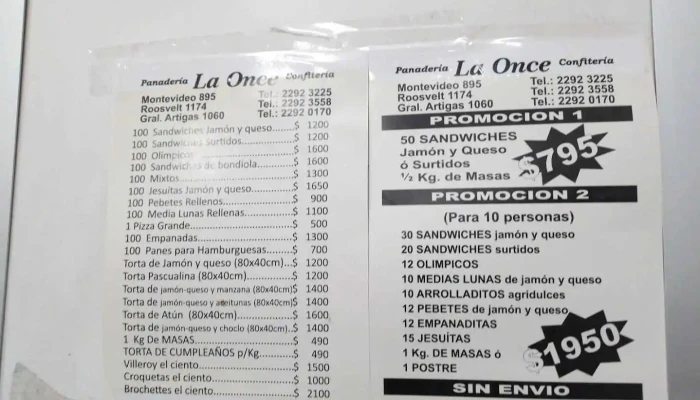 Panadería La Once Confitería
Montevideo 895 Tel.: 2292 3225
Roosvelt 1174 Tel.: 2292 3558
Gral. Artigas 1060 Tel.: 2292 0170
100 Sandwiches Jamón y queso.......$ 1200
100 Sandwiches Surtidos..............$ 1200
100 Olimpicos..............$ 1600
100 Sandwiches de bondiola..........$ 1600
100 Mixtos..............$ 1300
100 Jesuítas Jamón y queso..........$ 1650
100 Pebetes Rellenos..............$ 900
100 Media Lunas Rellenas..........$ 1100
1 Pizza Grande..............$ 500
100 Empanadas..............$ 1300
100 Panes para Hamburguesas.......$ 700
Torta de Jamón y queso (80x40cm)...$ 1200
Torta Pascualina (80x40cm)..........$ 1200
Torta de jamón-queso y manzana (80x40cm)$ 1400
Torta de jamón-queso y aceitunas (80x40cm)$ 1400
Torta de Atún (80x40cm)..............$ 1600
Torta de jamón-queso y choclo (80x40cm)..$ 1400
1 Kg De MASAS..............$ 490
TORTA DE CUMPLEAÑOS p/Kg..........$ 490
Villeroy el ciento..............$ 1500
Croquetas el ciento..............$ 1000
Brochettes el ciento..............$ 2100
Panadería La Once Confitería
Montevideo 895 Tel.: 2292 3225
Roosvelt 1174 Tel.: 2292 3558
Gral. Artigas 1060 Tel.: 2292 0170
PROMOCION 1
50 SANDWICHES
Jamón y Queso
ó Surtidos
½ Kg. de Masas
$795
PROMOCION 2
(Para 10 personas)
30 SANDWICHES jamón y queso
20 SANDWICHES surtidos
12 OLIMPICOS
10 MEDIAS LUNAS de jamón y queso
10 ARROLLADITOS agridulces
12 PEBETES de jamón y queso
12 EMPANADITAS
15 JESUÍTAS
1 Kg. DE MASAS ó
1 POSTRE
$1950
SIN ENVIO